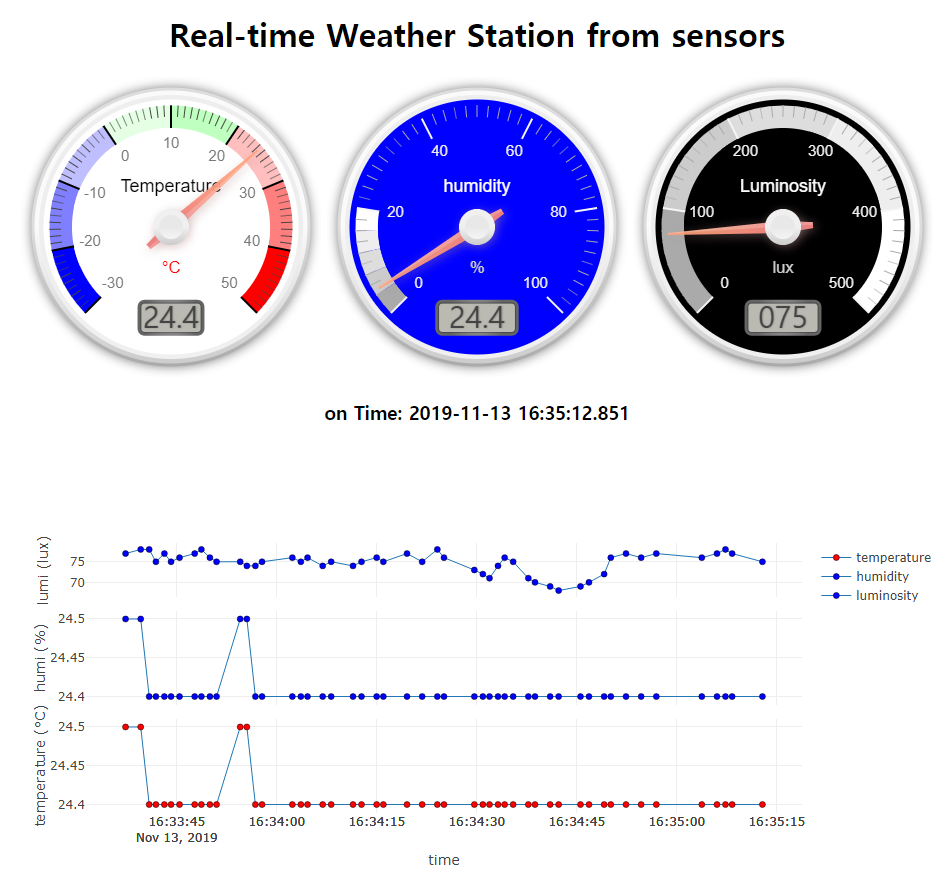 Real-time Weather Station from sensors
-30
-20
-10
0
10
20
30
40
50
Temperature
°C
24.4
0
20
40
60
80
100
humidity
%
24.4
0
100
200
300
400
500
Luminosity
lux
075
on Time: 2019-11-13 16:35:12.851
lumi (lux)
75
70
humi (%)
24.5
24.45
24.4
temperature (°C)
24.5
24.45
24.4
16:33:45
Nov 13, 2019
16:34:00
16:34:15
16:34:30
16:34:45
16:35:00
16:35:15
time
temperature
humidity
luminosity